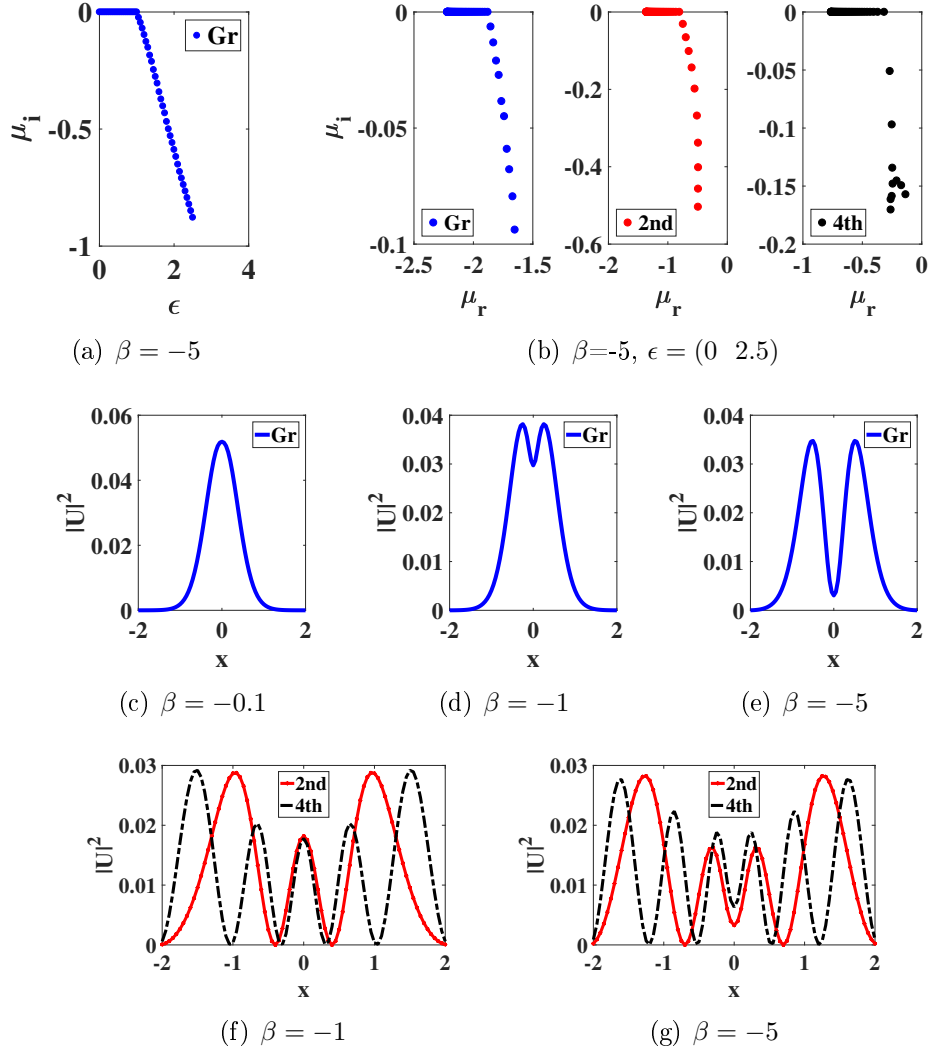 0
-0.5
-1
μi
0 2 4
ϵ
Gr
(a) β = −5
0
-0.05
-0.1
μi
-2.5 -2 -1.5
μr
Gr
0
-0.2
-0.4
-0.6
-2 -1 0
μr
2nd
0
-0.05
-0.1
-0.15
-0.2
-1 -0.5 0
μr
4th
(b) β=-5, ϵ = (0 2.5)
0.06
0.04
0.02
0
|U|²
-2 0 2
x
Gr
(c) β = −0.1
0.04
0.03
0.02
0.01
0
|U|²
-2 0 2
x
Gr
(d) β = −1
0.04
0.03
0.02
0.01
0
|U|²
-2 0 2
x
Gr
(e) β = −5
0.03
0.02
0.01
0
|U|²
-2 -1 0 1 2
x
2nd
4th
(f) β = −1
0.03
0.02
0.01
0
|U|²
-2 -1 0 1 2
x
2nd
4th
(g) β = −5